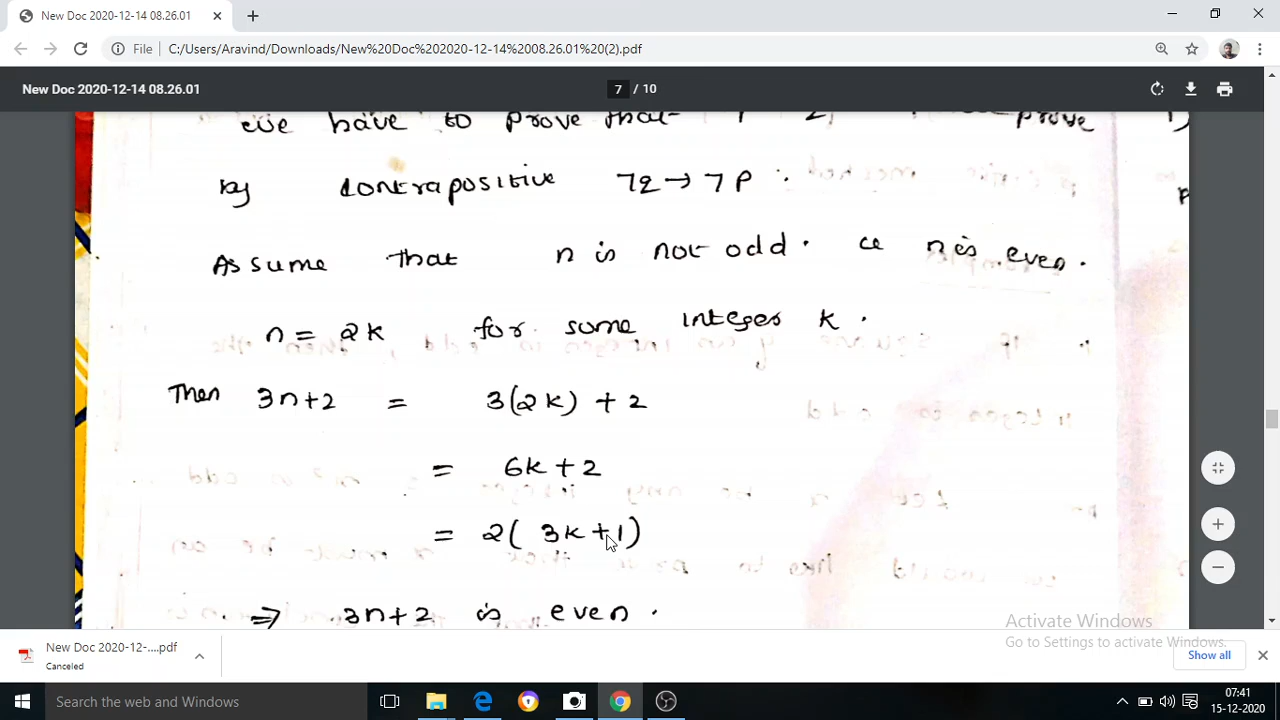 New Doc 2020-12-14 08.26.01
File C:/Users/Aravind/Downloads/New%20Doc%202020-12-14%2008.26.01%20(2).pdf
New Doc 2020-12-14 08.26.01
7 / 10
we have to prove that prove
by contrapositive ¬q → ¬p .
Assume that n is not odd . ie n is even .
n = 2k for some integer k .
Then 3n+2 = 3(2k) + 2
= 6k + 2
= 2( 3k+1)
⇒ 3n+2 is even .
Activate Windows
Go to Settings to activate Windows.
New Doc 2020-12-....pdf
Canceled
Show all
Search the web and Windows
07:41
15-12-2020